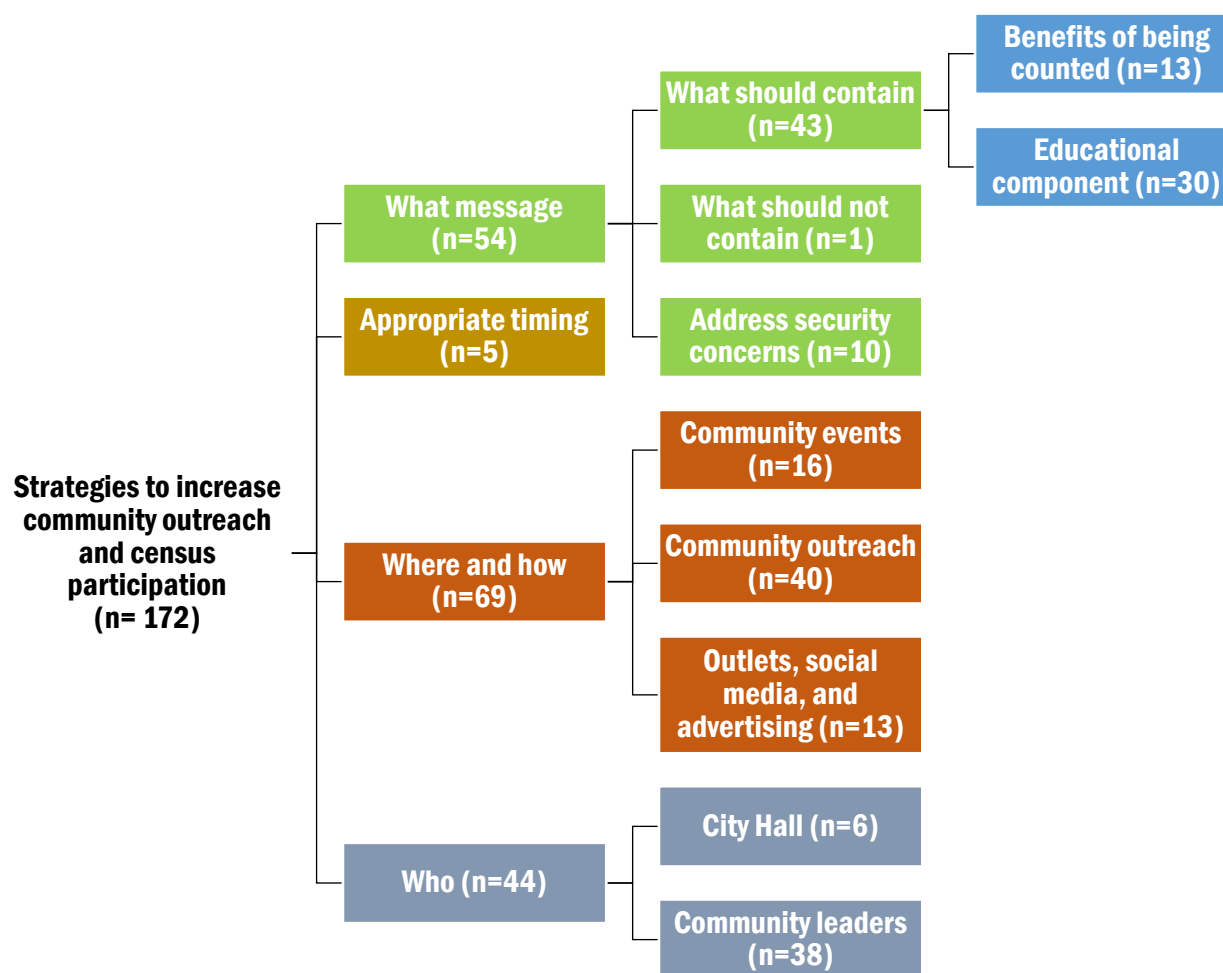 Strategies to increase
community outreach
and census
participation
(n= 172)
What message
(n=54)
What should contain
(n=43)
Benefits of being
counted (n=13)
Educational
component (n=30)
What should not
contain (n=1)
Address security
concerns (n=10)
Appropriate timing
(n=5)
Where and how
(n=69)
Community events
(n=16)
Community outreach
(n=40)
Outlets, social
media, and
advertising (n=13)
Who (n=44)
City Hall (n=6)
Community leaders
(n=38)